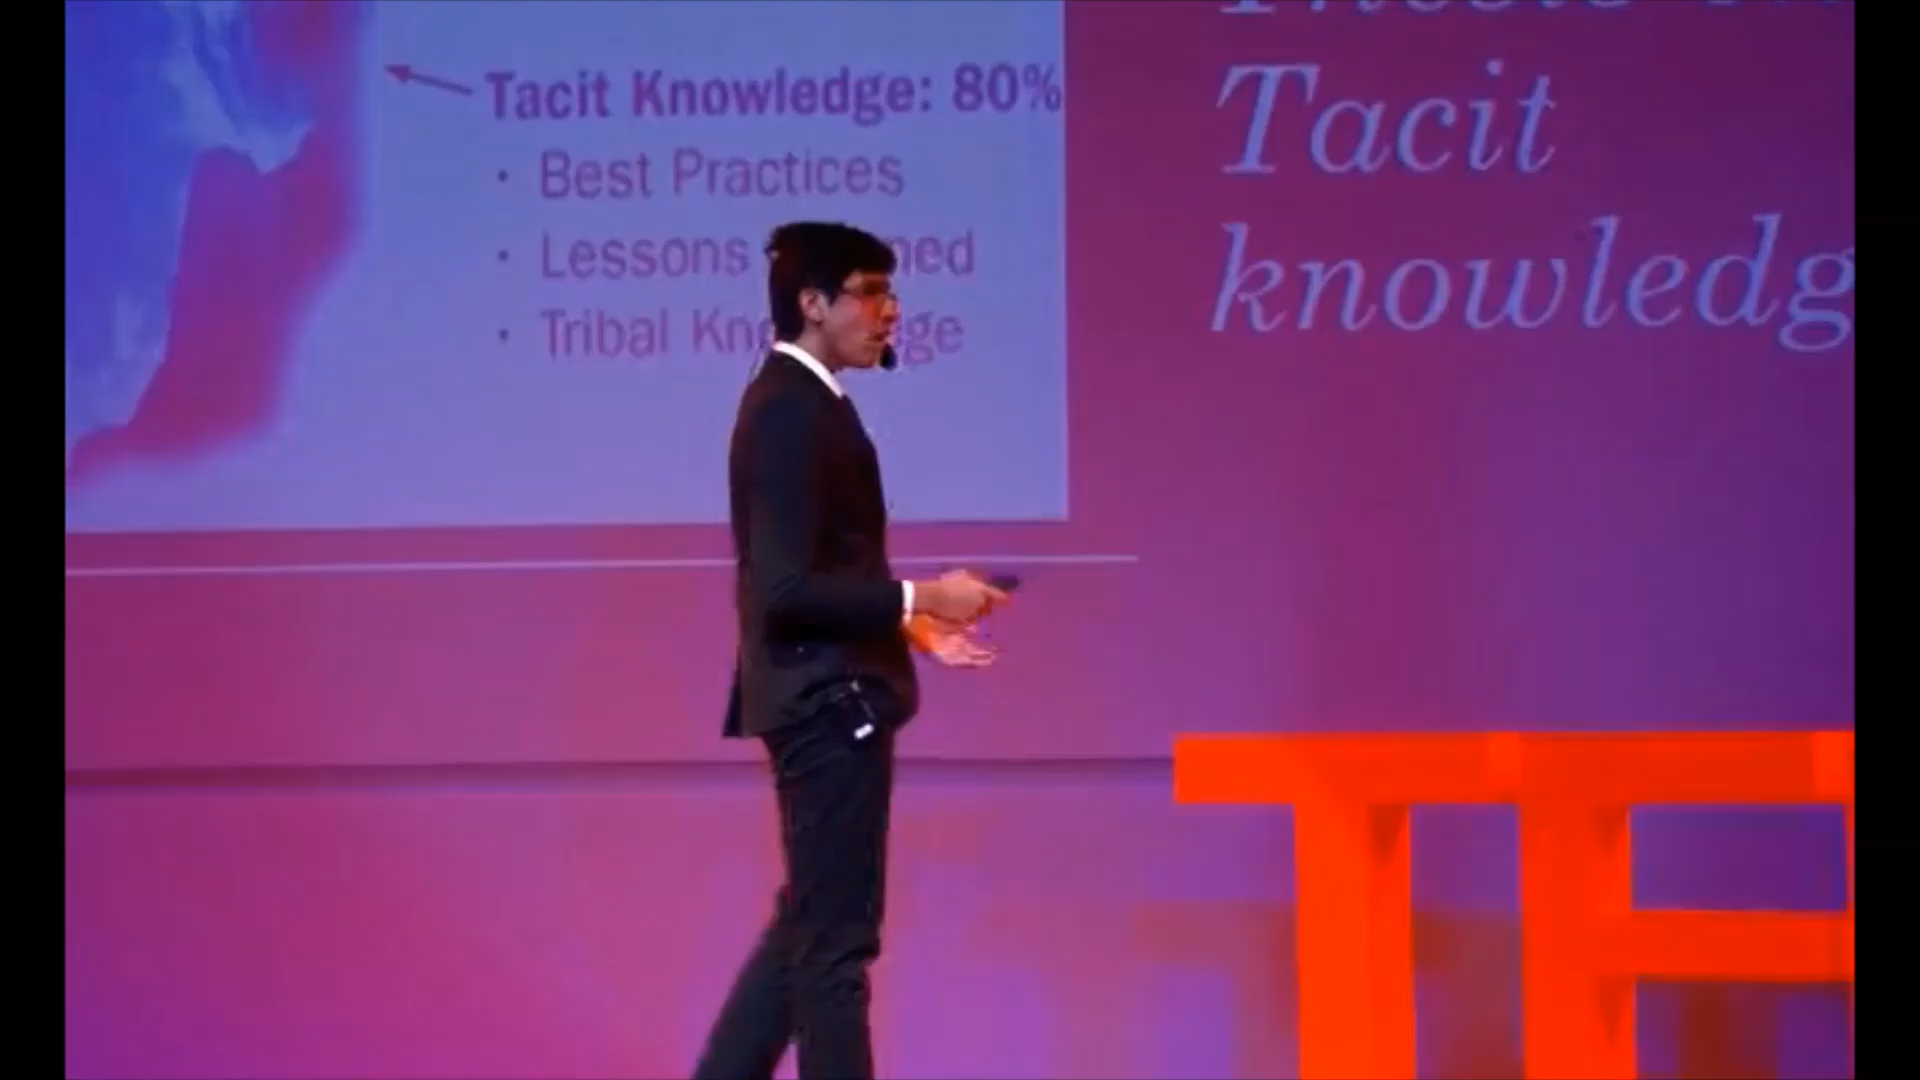 Tacit Knowledge: 80%
• Best Practices
• Lessons
• Tribal
Tacit
knowledg
TE